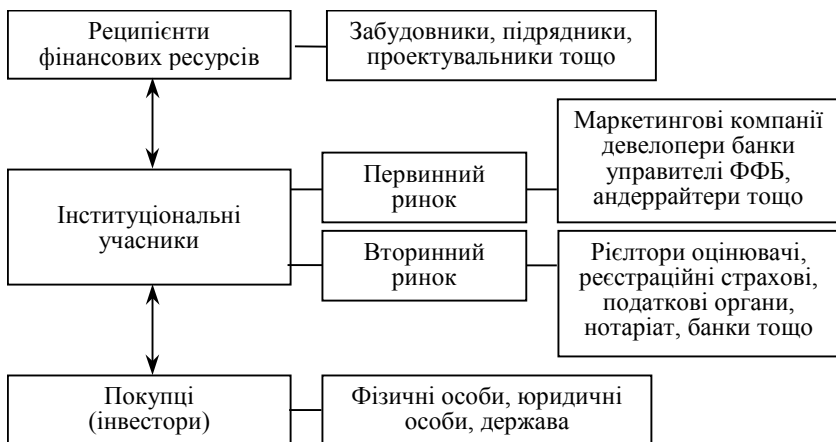 Реципієнти
фінансових ресурсів
Забудовники, підрядники,
проектувальники тощо
Маркетингові компанії
девелопери банки
управителі ФФБ,
андеррайтери тощо
Первинний
ринок
Інституціональні
учасники
Вторинний
ринок
Рієлтори оцінювачі,
реєстраційні страхові,
податкові органи,
нотаріат, банки тощо
Покупці
(інвестори)
Фізичні особи, юридичні
особи, держава